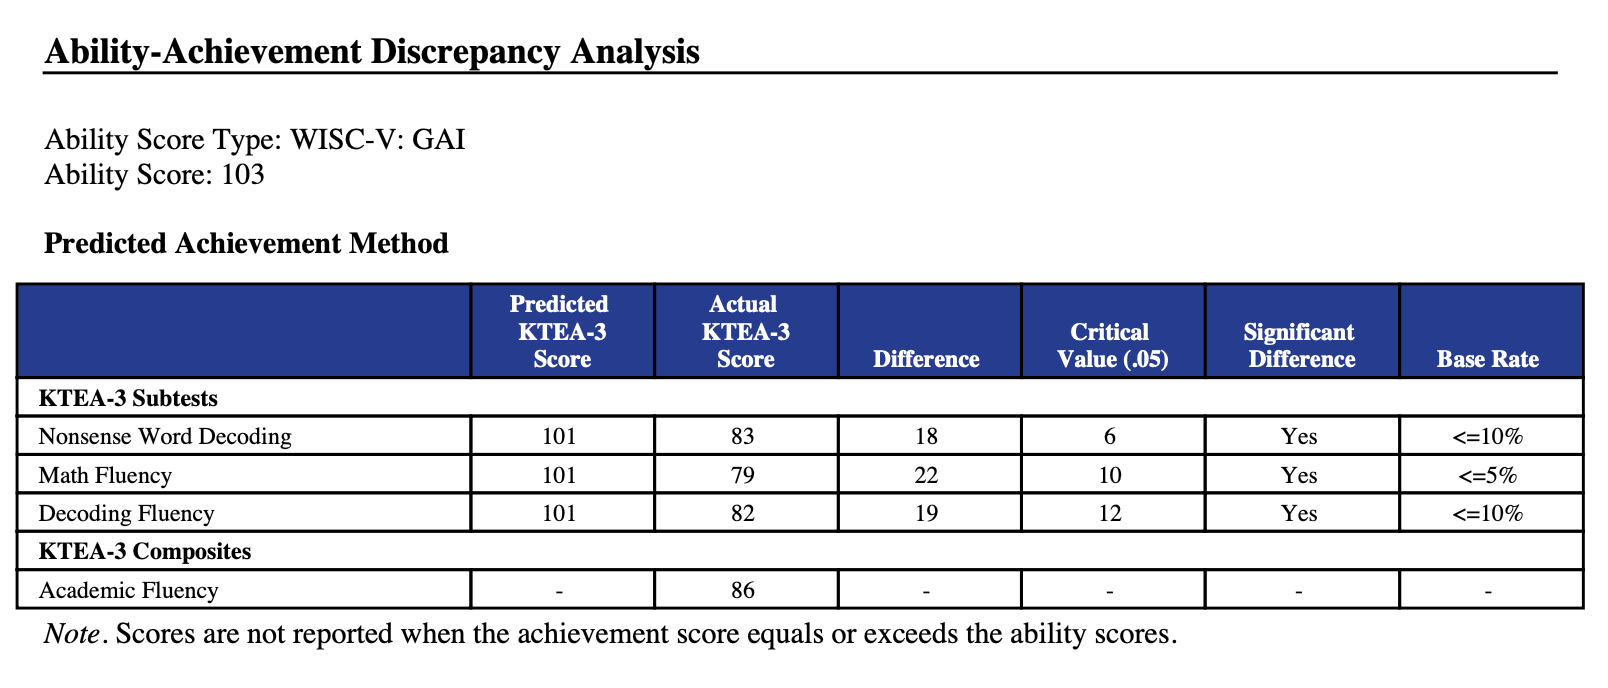 Ability-Achievement Discrepancy Analysis
Ability Score Type: WISC-V: GAI
Ability Score: 103
Predicted Achievement Method
Predicted KTEA-3 Score Actual KTEA-3 Score Difference Critical Value (.05) Significant Difference Base Rate
KTEA-3 Subtests
Nonsense Word Decoding 101 83 18 6 Yes <=10%
Math Fluency 101 79 22 10 Yes <=5%
Decoding Fluency 101 82 19 12 Yes <=10%
KTEA-3 Composites
Academic Fluency - 86 - - - -
Note. Scores are not reported when the achievement score equals or exceeds the ability scores.